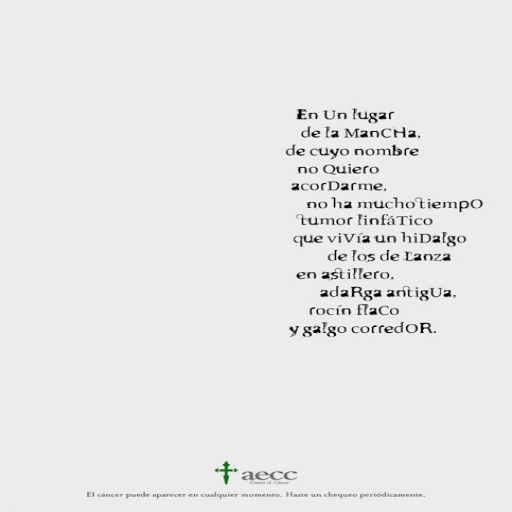 En Un lugar
de la ManCHa,
de cuyo nombre
no Quiero
acorDarme,
no ha mucho tiempO
tumor linfáTico
que viVía un hiDalgo
de los de Lanza
en astillero,
adaRga antigUa,
rocín flaCo
y galgo corredOR.
aecc
Contra el Cáncer
El cáncer puede aparecer en cualquier momento. Hazte un chequeo periódicamente.